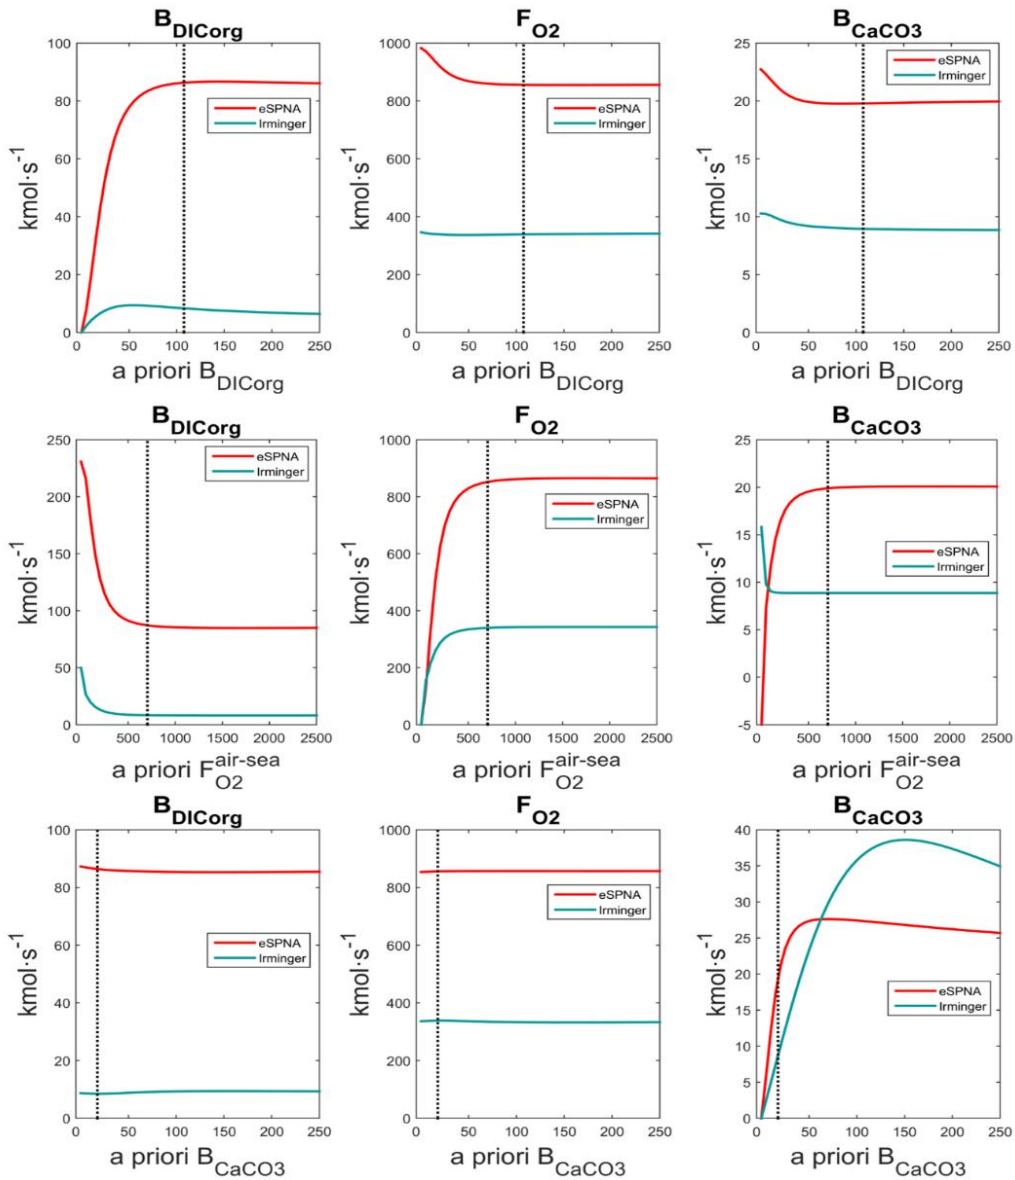 B_DICorg
F_O2
B_CaCO3
kmol·s^-1
100
80
60
40
20
0
eSPNA
Irminger
0 50 100 150 200 250
a priori B_DICorg
kmol·s^-1
1000
800
600
400
200
0
eSPNA
Irminger
0 50 100 150 200 250
a priori B_DICorg
kmol·s^-1
25
20
15
10
5
0
eSPNA
Irminger
0 50 100 150 200 250
a priori B_DICorg
B_DICorg
F_O2
B_CaCO3
kmol·s^-1
250
200
150
100
50
0
eSPNA
Irminger
0 500 1000 1500 2000 2500
a priori F_O2^air-sea
kmol·s^-1
1000
800
600
400
200
0
eSPNA
Irminger
0 500 1000 1500 2000 2500
a priori F_O2^air-sea
kmol·s^-1
25
20
15
10
5
0
-5
eSPNA
Irminger
0 500 1000 1500 2000 2500
a priori F_O2^air-sea
B_DICorg
F_O2
B_CaCO3
kmol·s^-1
100
80
60
40
20
0
eSPNA
Irminger
0 50 100 150 200 250
a priori B_CaCO3
kmol·s^-1
1000
800
600
400
200
0
eSPNA
Irminger
0 50 100 150 200 250
a priori B_CaCO3
kmol·s^-1
40
35
30
25
20
15
10
5
0
eSPNA
Irminger
0 50 100 150 200 250
a priori B_CaCO3